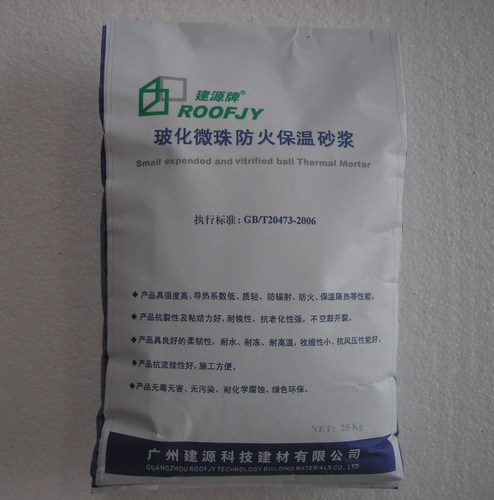 建源牌®
ROOFJY
玻化微珠防火保温砂浆
Small expended and vitrified ball Thermal Mortar
执行标准：GB/T20473-2006
◆产品具强度高、导热系数低、质轻、防辐射、防火、保温隔热等性能。
◆产品抗裂性及粘结力好、耐候性、抗老化性强，不空鼓开裂。
◆产品具良好的柔韧性，耐水、耐冻、耐高温，收缩性小、抗风压性能好。
◆产品抗流挂性好，施工方便。
◆产品无毒无害、无污染、耐化学腐蚀、绿色环保。
NET：25 Kg
广州建源科技建材有限公司
GUANGZHOU ROOFJY TECHNOLOGY BUILDING MATERIALS CO., LTD